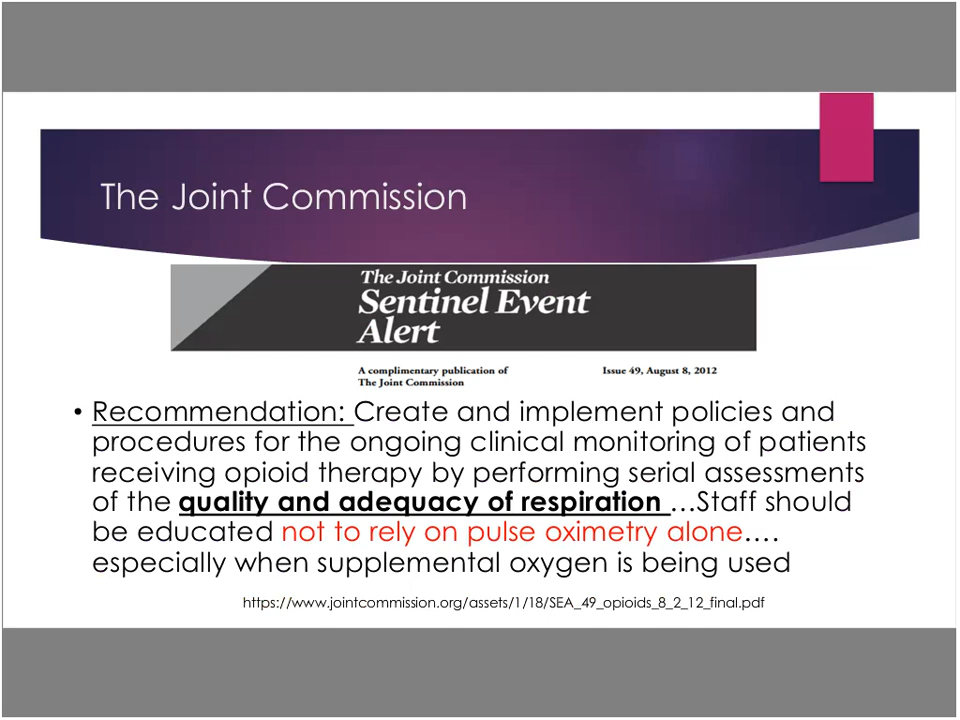 The Joint Commission
The Joint Commission
Sentinel Event
Alert
A complimentary publication of
The Joint Commission
Issue 49, August 8, 2012
• Recommendation: Create and implement policies and
procedures for the ongoing clinical monitoring of patients
receiving opioid therapy by performing serial assessments
of the quality and adequacy of respiration …Staff should
be educated not to rely on pulse oximetry alone….
especially when supplemental oxygen is being used
https://www.jointcommission.org/assets/1/18/SEA_49_opioids_8_2_12_final.pdf